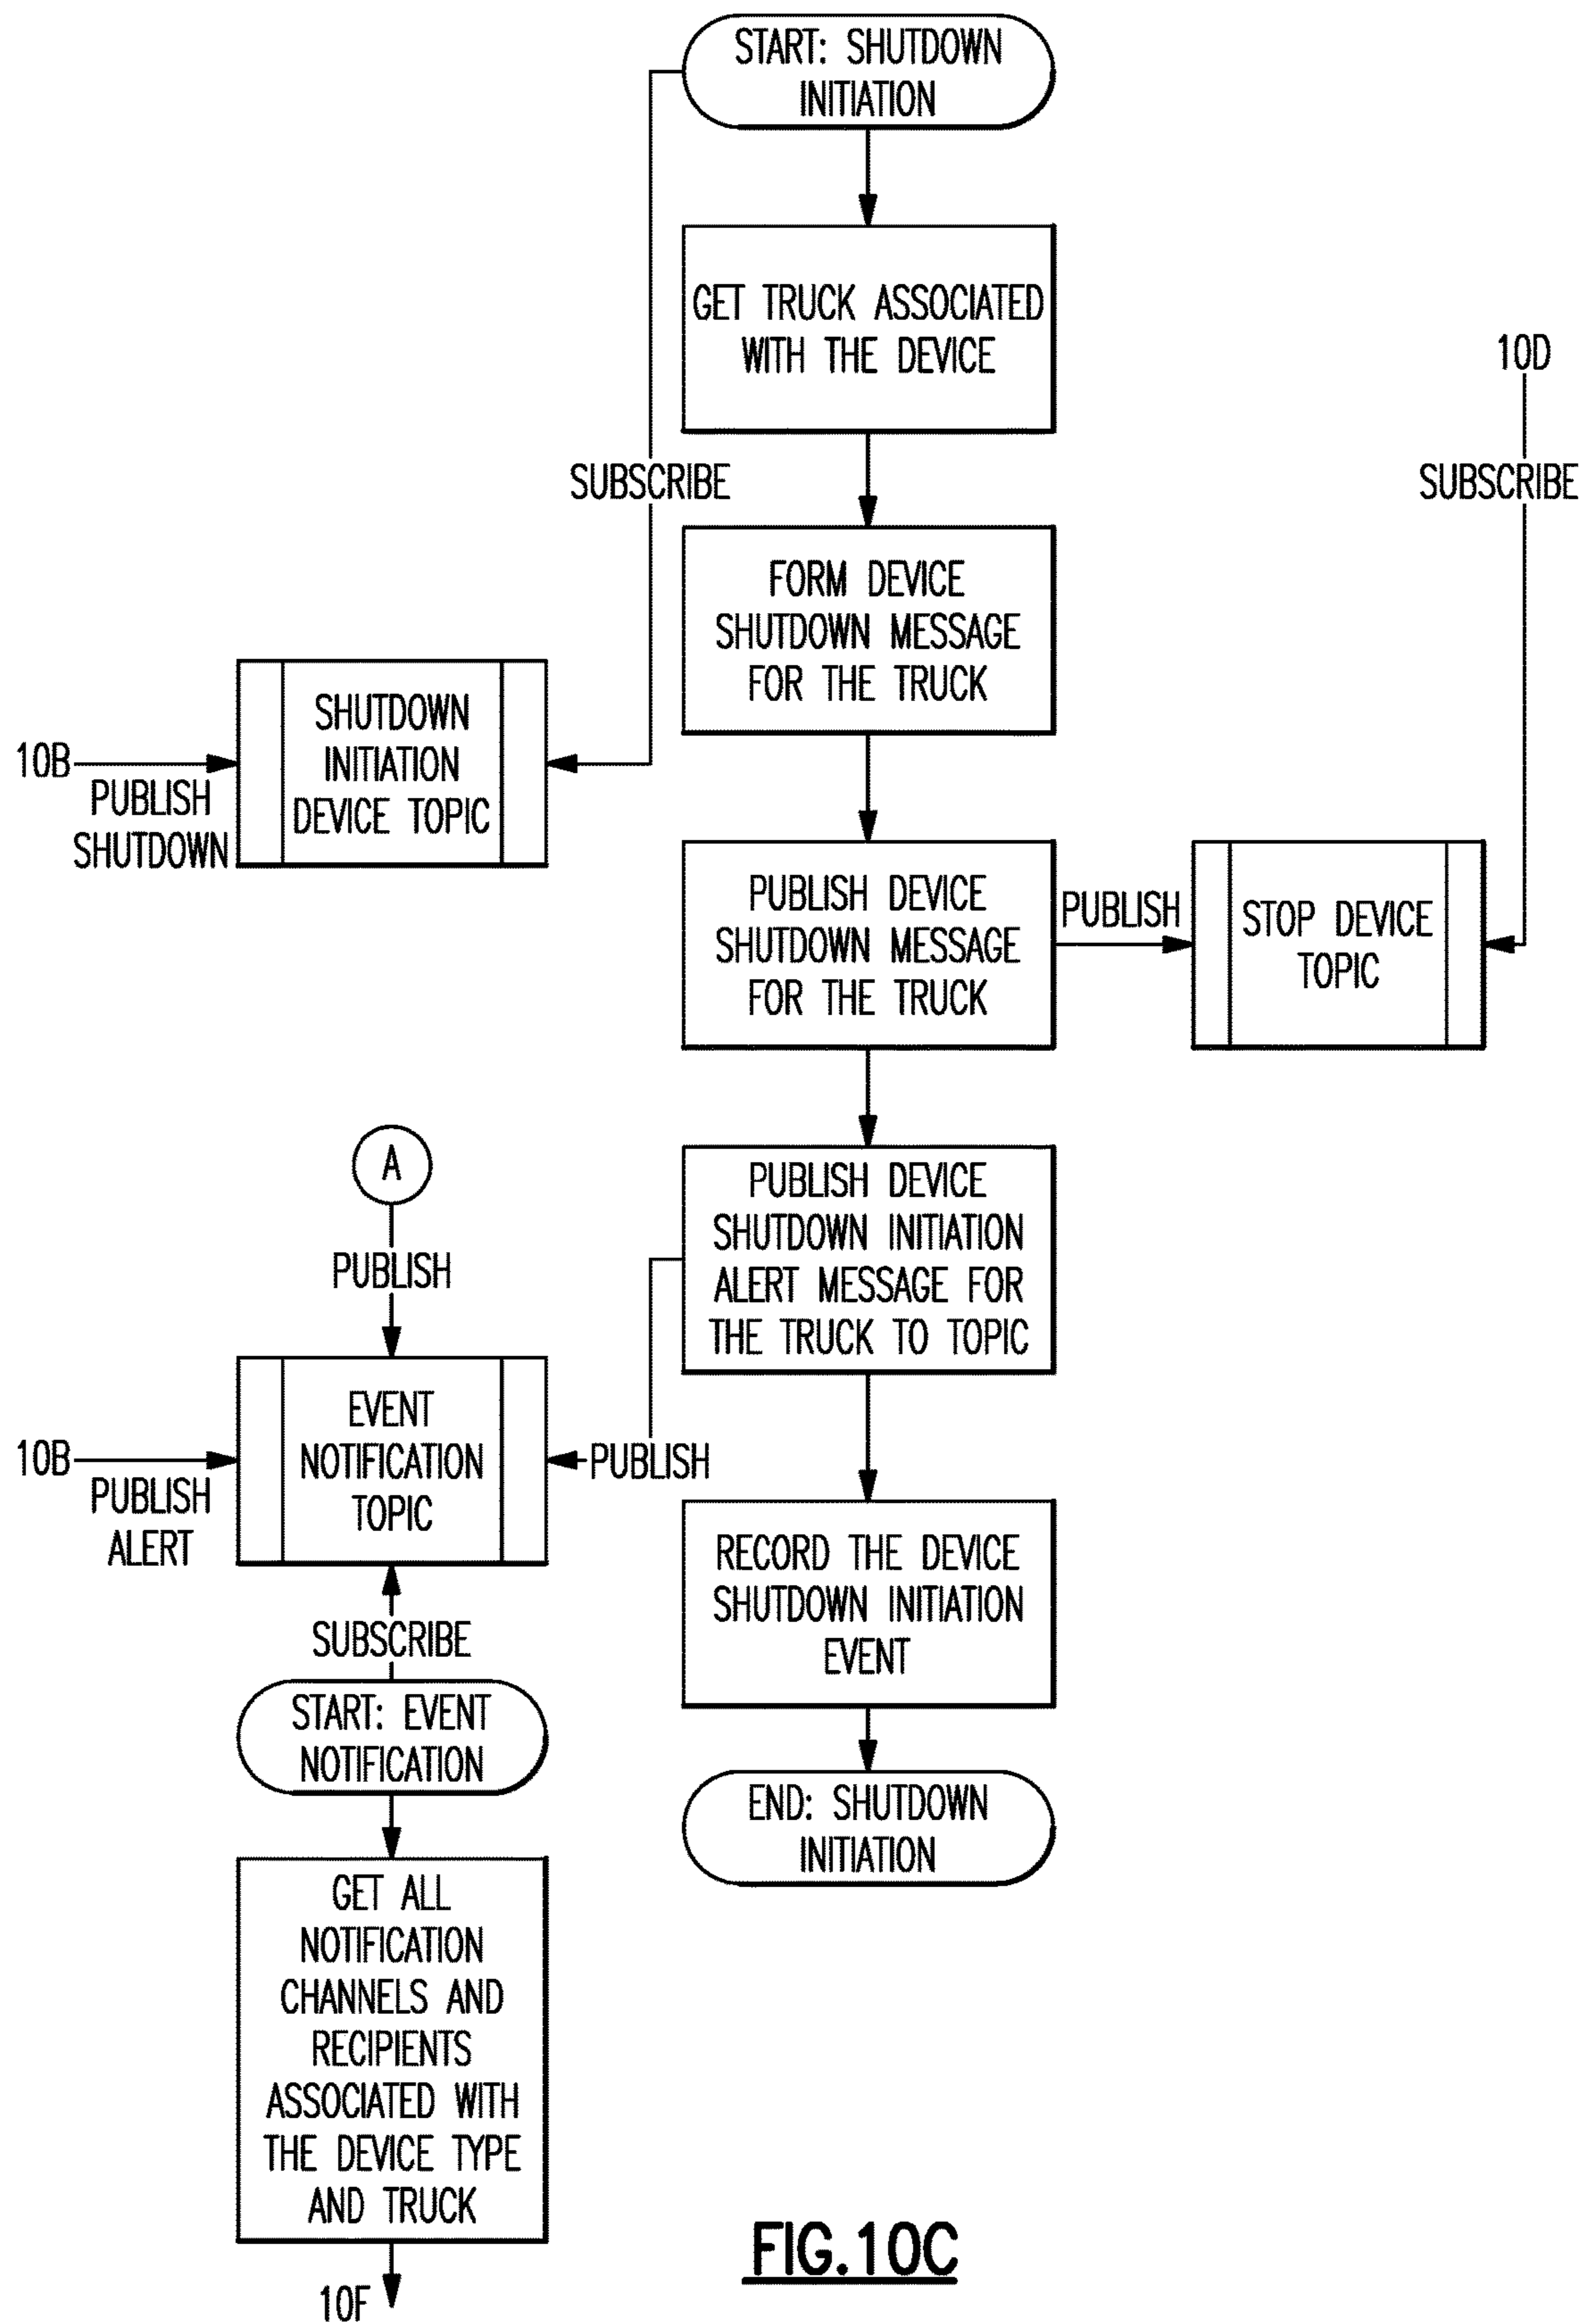 START: SHUTDOWN
INITIATION
GET TRUCK ASSOCIATED
WITH THE DEVICE
10D
SUBSCRIBE
SUBSCRIBE
FORM DEVICE
SHUTDOWN MESSAGE
FOR THE TRUCK
SHUTDOWN
INITIATION
DEVICE TOPIC
10B
PUBLISH
SHUTDOWN
PUBLISH DEVICE
SHUTDOWN MESSAGE
FOR THE TRUCK
PUBLISH
STOP DEVICE
TOPIC
A
PUBLISH
PUBLISH DEVICE
SHUTDOWN INITIATION
ALERT MESSAGE FOR
THE TRUCK TO TOPIC
EVENT
NOTIFICATION
TOPIC
10B
PUBLISH
ALERT
PUBLISH
RECORD THE DEVICE
SHUTDOWN INITIATION
EVENT
SUBSCRIBE
START: EVENT
NOTIFICATION
END: SHUTDOWN
INITIATION
GET ALL
NOTIFICATION
CHANNELS AND
RECIPIENTS
ASSOCIATED WITH
THE DEVICE TYPE
AND TRUCK
10F
FIG.10C